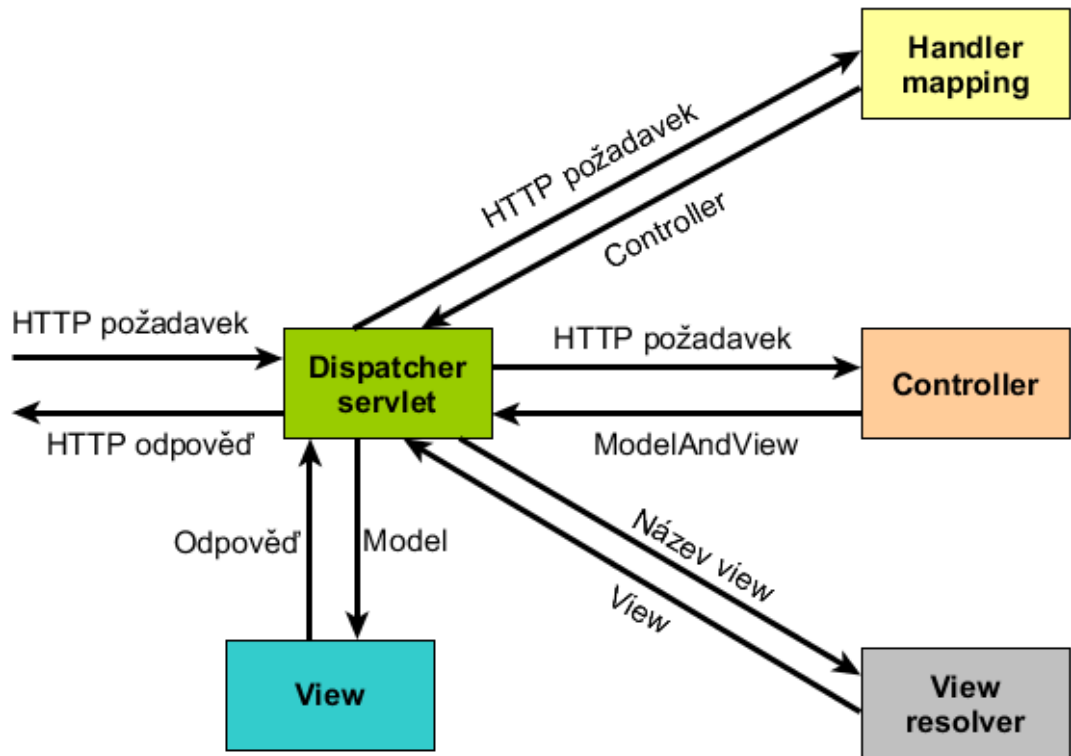 Handler
mapping
HTTP požadavek
Controller
HTTP požadavek
HTTP požadavek
Dispatcher
servlet
Controller
HTTP odpověď
ModelAndView
Odpověď
Model
Název view
View
View
View
resolver